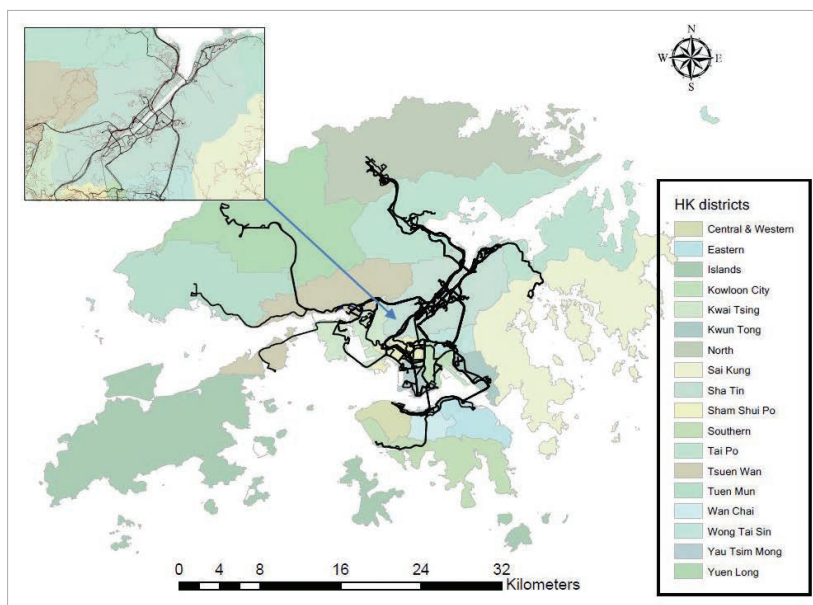 N
W E
S
HK districts
Central & Western
Eastern
Islands
Kowloon City
Kwai Tsing
Kwun Tong
North
Sai Kung
Sha Tin
Sham Shui Po
Southern
Tai Po
Tsuen Wan
Tuen Mun
Wan Chai
Wong Tai Sin
Yau Tsim Mong
Yuen Long
0 4 8 16 24 32
Kilometers